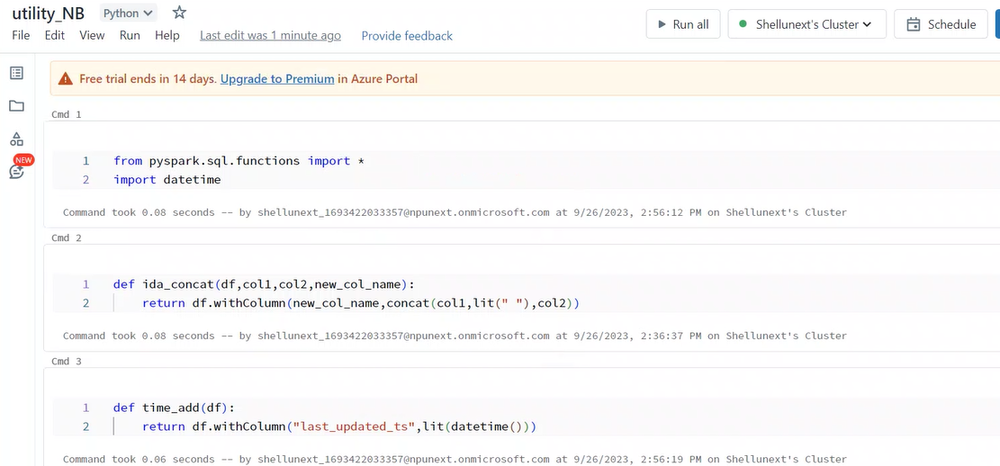 utility_NB Python
File Edit View Run Help Last edit was 1 minute ago Provide feedback
Run all Shellunext's Cluster Schedule
Free trial ends in 14 days. Upgrade to Premium in Azure Portal
NEW
Cmd 1
1 from pyspark.sql.functions import *
2 import datetime
Command took 0.08 seconds -- by shellunext_1693422033357@npunext.onmicrosoft.com at 9/26/2023, 2:56:12 PM on Shellunext's Cluster
Cmd 2
1 def ida_concat(df,col1,col2,new_col_name):
2 return df.withColumn(new_col_name,concat(col1,lit(" "),col2))
Command took 0.08 seconds -- by shellunext_1693422033357@npunext.onmicrosoft.com at 9/26/2023, 2:36:37 PM on Shellunext's Cluster
Cmd 3
1 def time_add(df):
2 return df.withColumn("last_updated_ts",lit(datetime()))
Command took 0.06 seconds -- by shellunext_1693422033357@npunext.onmicrosoft.com at 9/26/2023, 2:56:19 PM on Shellunext's Cluster